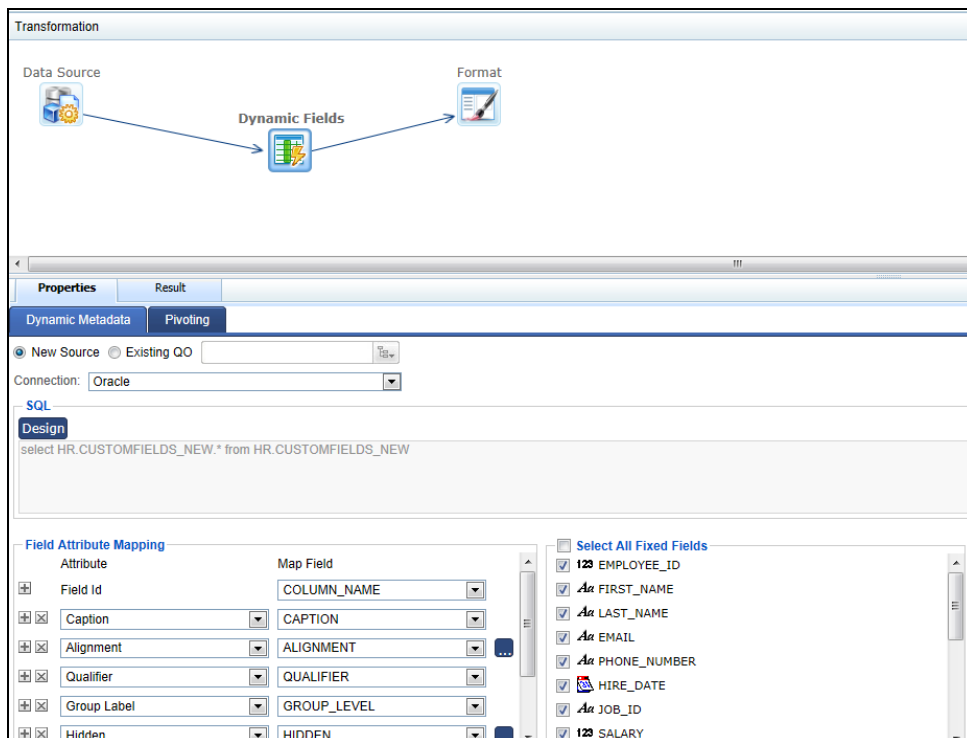 Transformation
Data Source
Format
Dynamic Fields
Properties Result
Dynamic Metadata Pivoting
New Source Existing QO
Connection: Oracle
SQL
Design
select HR.CUSTOMFIELDS_NEW.* from HR.CUSTOMFIELDS_NEW
Field Attribute Mapping
Attribute Map Field
Field Id COLUMN_NAME
Caption CAPTION
Alignment ALIGNMENT ...
Qualifier QUALIFIER
Group Label GROUP_LEVEL
Hidden HIDDEN
Select All Fixed Fields
123 EMPLOYEE_ID
Aa FIRST_NAME
Aa LAST_NAME
Aa EMAIL
Aa PHONE_NUMBER
HIRE_DATE
Aa JOB_ID
123 SALARY